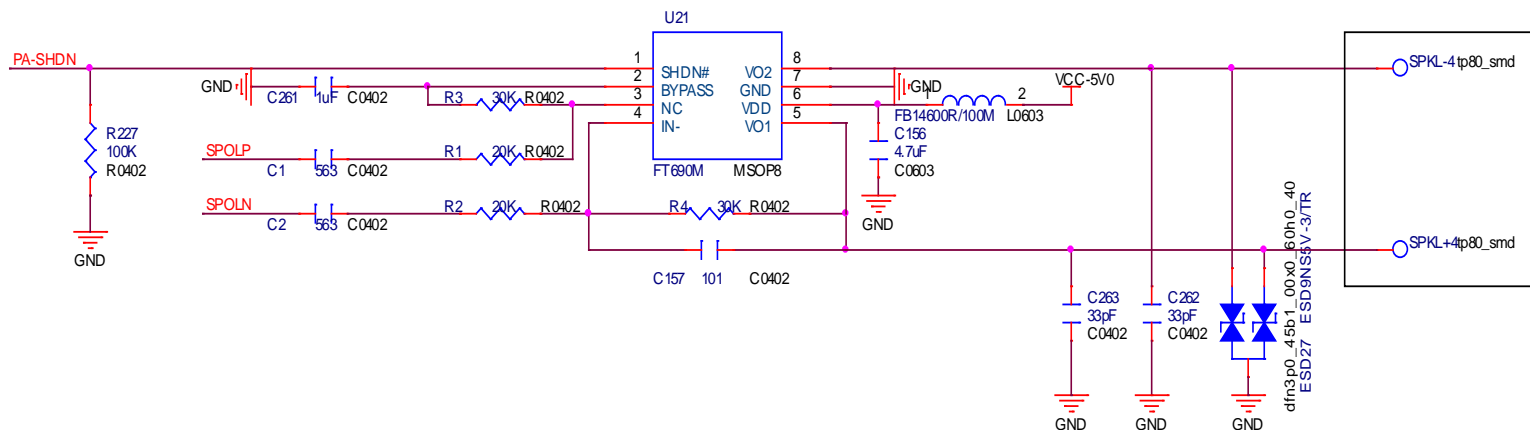 U21
PA-SHDN
1
2
3
4
SHDN#
BYPASS
NC
IN-
VO2
GND
VDD
VO1
8
7
6
5
FT690M
MSOP8
GND
C261
1uF
C0402
R3
30K
R0402
R227
100K
R0402
GND
SPOLP
C1
563
C0402
R1
20K
R0402
SPOLN
C2
563
C0402
R2
20K
R0402
R4
30K
R0402
C157
101
C0402
GND
1
2
VCC-5V0
FB14600R/100M
L0603
C156
4.7uF
C0603
GND
SPKL-4tp80_smd
SPKL+4tp80_smd
C263
33pF
C0402
GND
C262
33pF
C0402
GND
dfn3p0_45b1_00x0_60h0_40
ESD27 ESD9NS5V-3/TR
GND